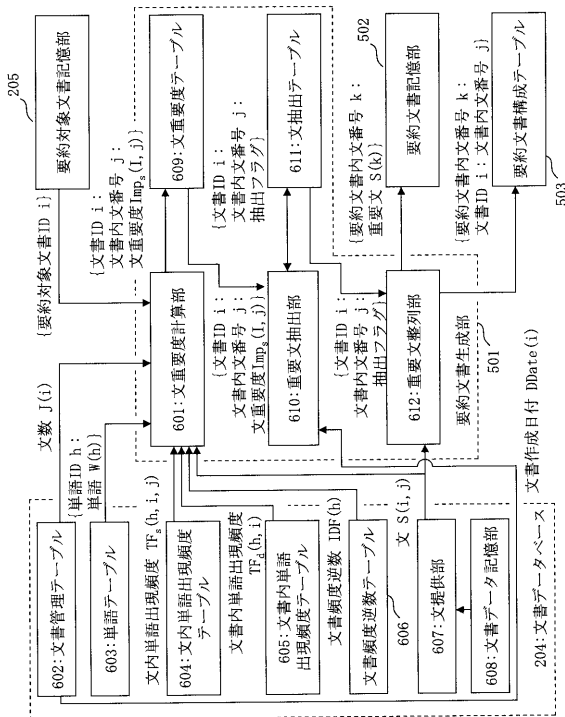 602:文書管理テーブル
603:単語テーブル
604:文内単語出現頻度
テーブル
605:文書内単語
出現頻度テーブル
文書頻度逆数テーブル
606
607:文提供部
608:文書データ記憶部
204:文書データベース
文数 J(i)
{単語ID h:
単語 W(h)}
文内単語出現頻度 TFs(h,i,j)
文書内単語出現頻度
TFd(h,i)
文書頻度逆数 IDF(h)
文 S(i,j)
文書作成日付 DDate(i)
{要約対象文書ID i}
601:文重要度計算部
{文書ID i:
文書内文番号 j:
文重要度Imps(I,j)}
610:重要文抽出部
{文書ID i:
文書内文番号 j:
抽出フラグ}
612:重要文整列部
要約文書生成部
501
205
要約対象文書記憶部
{文書ID i:
文書内文番号 j:
文重要度Imps(I,j)}
609:文重要度テーブル
{文書ID i:
文書内文番号 j:
抽出フラグ}
611:文抽出テーブル
{要約文書内文番号 k:
重要文 S(k)}
502
要約文書記憶部
{要約文書内文番号 k:
文書ID i:文書内文番号 j}
要約文書構成テーブル
503